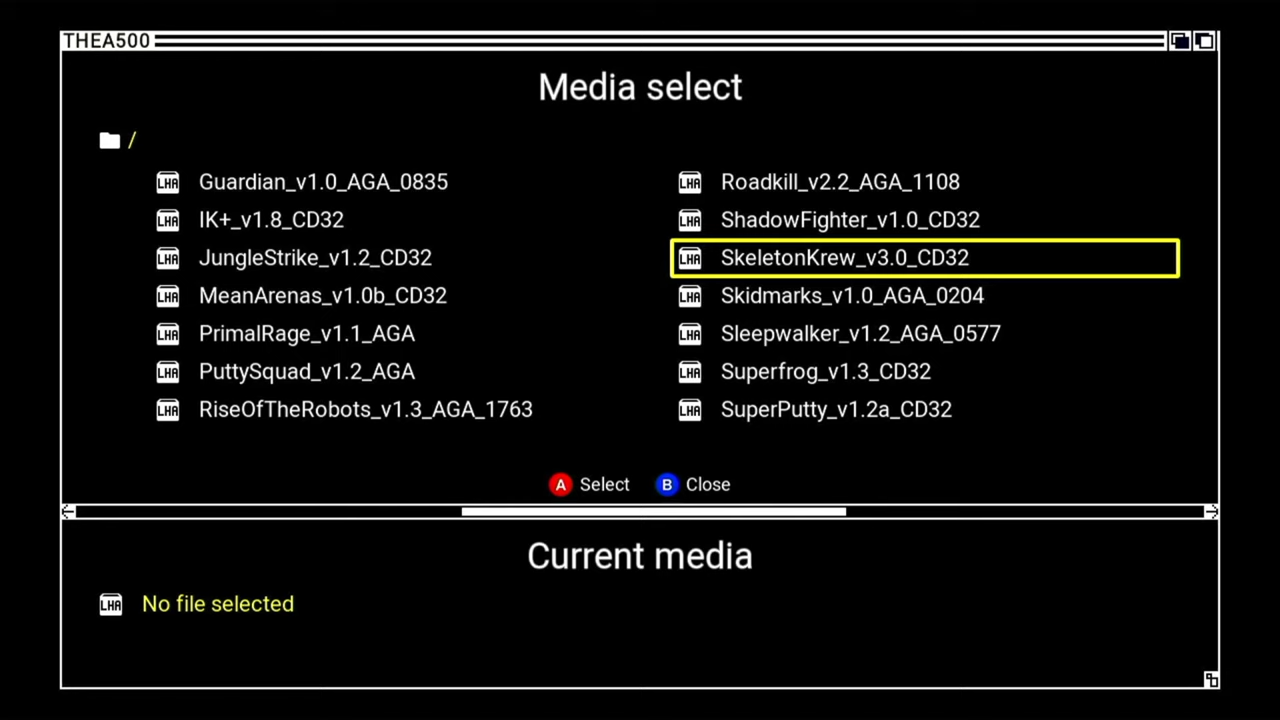 THEA500
Media select
/
Guardian_v1.0_AGA_0835
IK+_v1.8_CD32
JungleStrike_v1.2_CD32
MeanArenas_v1.0b_CD32
PrimalRage_v1.1_AGA
PuttySquad_v1.2_AGA
RiseOfTheRobots_v1.3_AGA_1763
Roadkill_v2.2_AGA_1108
ShadowFighter_v1.0_CD32
SkeletonKrew_v3.0_CD32
Skidmarks_v1.0_AGA_0204
Sleepwalker_v1.2_AGA_0577
Superfrog_v1.3_CD32
SuperPutty_v1.2a_CD32
A Select B Close
Current media
LHA No file selected